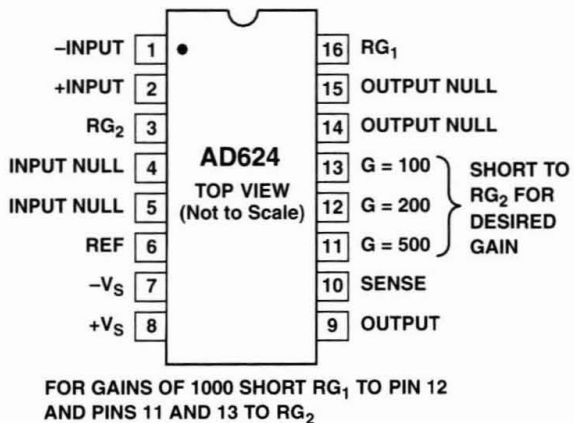 –INPUT 1 16 RG1
+INPUT 2 15 OUTPUT NULL
RG2 3 14 OUTPUT NULL
INPUT NULL 4 13 G = 100
INPUT NULL 5 12 G = 200
REF 6 11 G = 500
–VS 7 10 SENSE
+VS 8 9 OUTPUT
AD624
TOP VIEW
(Not to Scale)
SHORT TO
RG2 FOR
DESIRED
GAIN
FOR GAINS OF 1000 SHORT RG1 TO PIN 12
AND PINS 11 AND 13 TO RG2